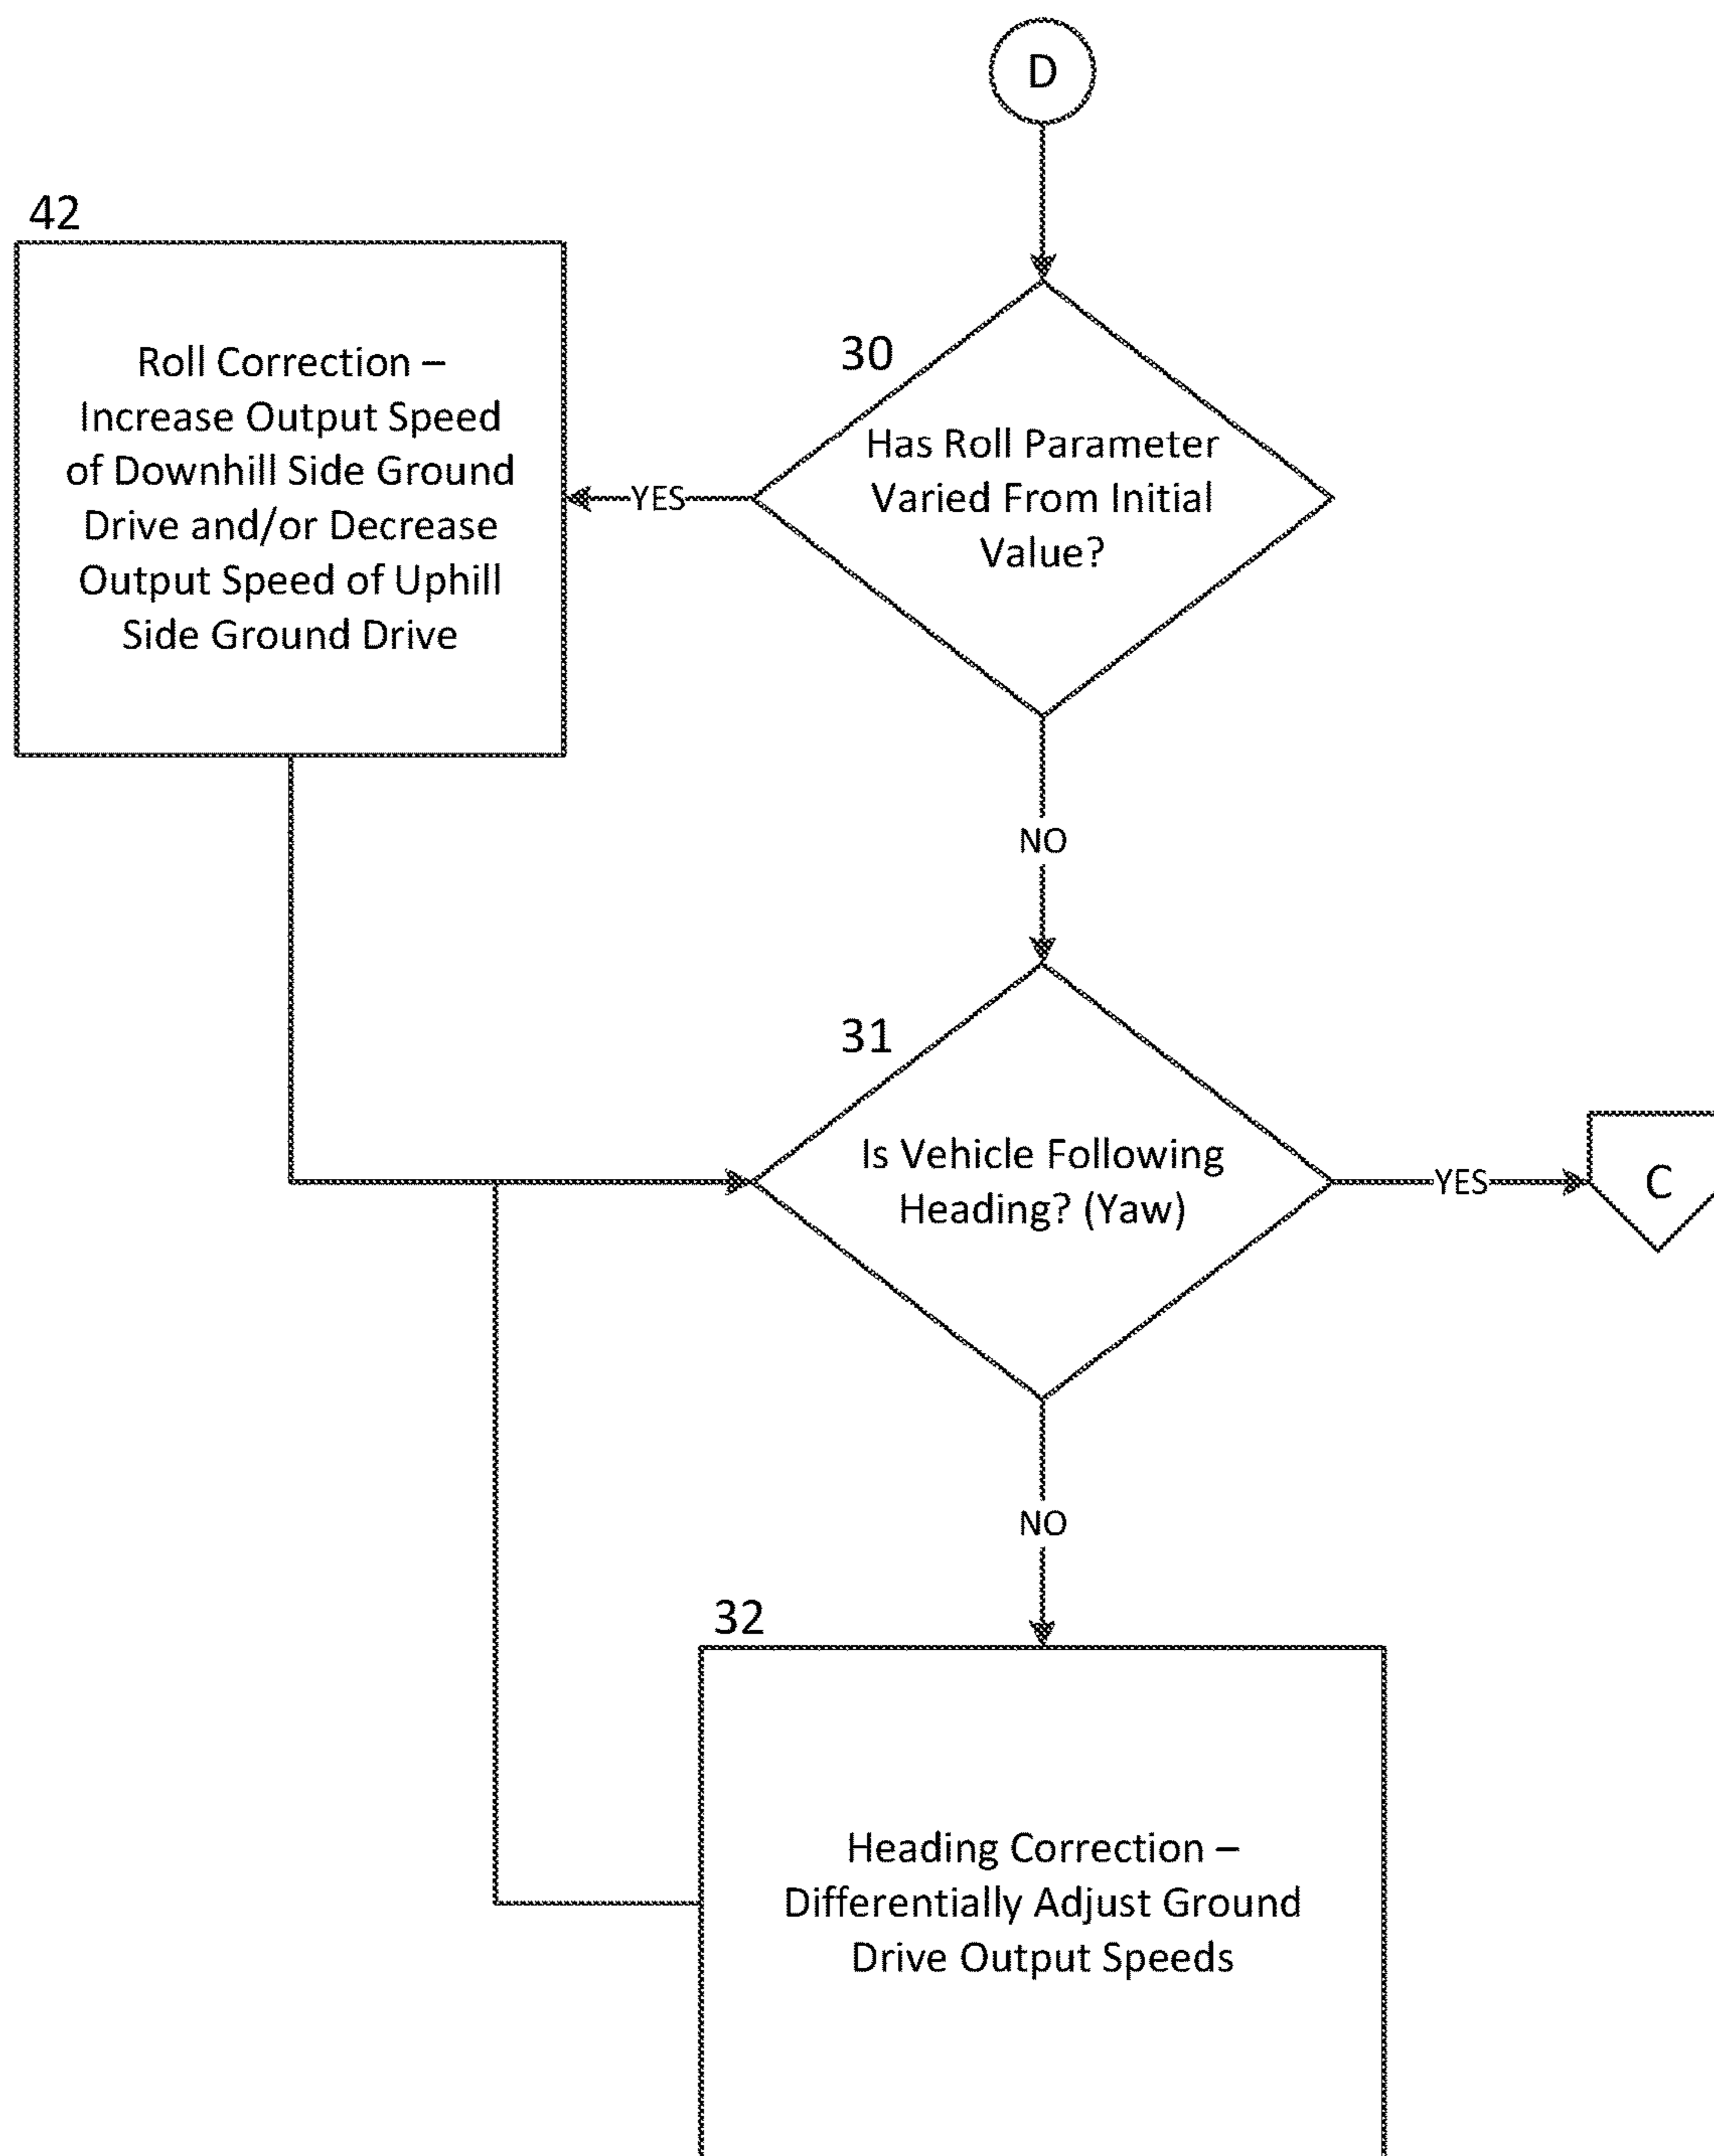 D
42
Roll Correction –
Increase Output Speed
of Downhill Side Ground
Drive and/or Decrease
Output Speed of Uphill
Side Ground Drive
30
Has Roll Parameter
Varied From Initial
Value?
YES
NO
31
Is Vehicle Following
Heading? (Yaw)
YES
C
NO
32
Heading Correction –
Differentially Adjust Ground
Drive Output Speeds